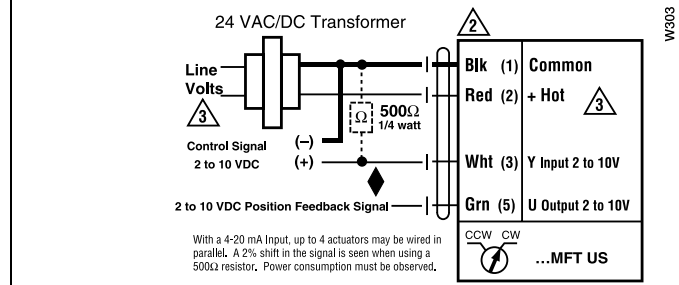 24 VAC/DC Transformer
2
W303
Line
Volts
3
Blk (1) Common
Red (2) + Hot
3
Ω
500Ω
1/4 watt
Control Signal
2 to 10 VDC
(–)
(+)
Wht (3) Y Input 2 to 10V
2 to 10 VDC Position Feedback Signal
Grn (5) U Output 2 to 10V
With a 4-20 mA Input, up to 4 actuators may be wired in
parallel. A 2% shift in the signal is seen when using a
500Ω resistor. Power consumption must be observed.
CCW CW
...MFT US